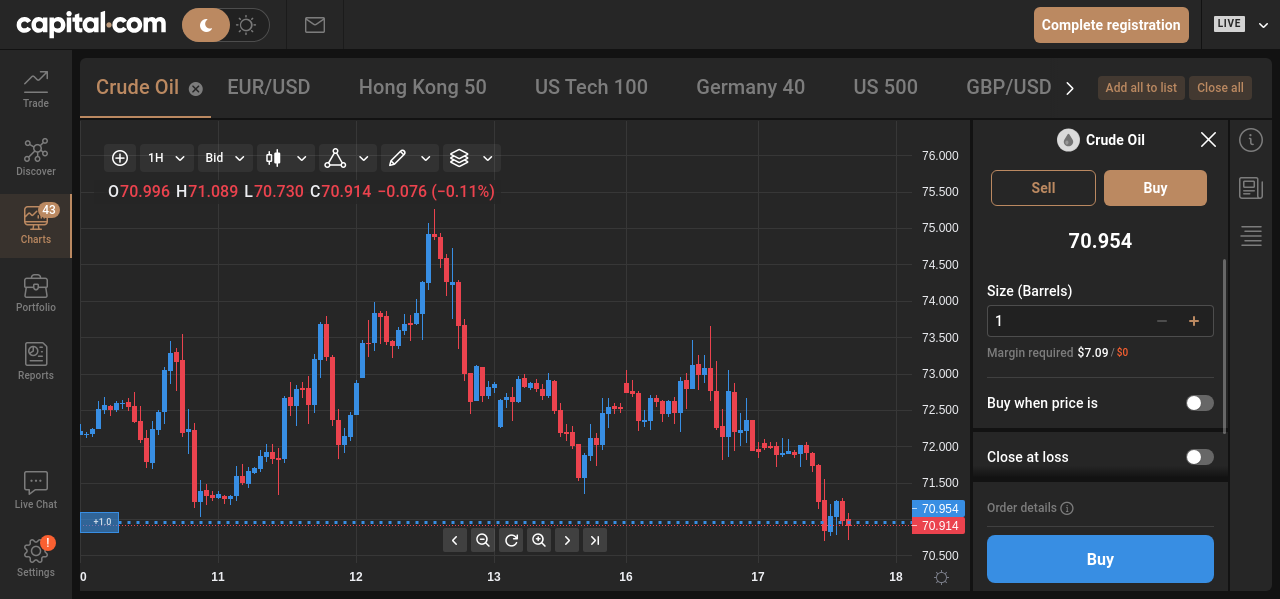 capital.com
Complete registration
LIVE
Trade
Discover
43
Charts
Portfolio
Reports
Live Chat
!
Settings
Crude Oil
EUR/USD
Hong Kong 50
US Tech 100
Germany 40
US 500
GBP/USD
Add all to list
Close all
1H
Bid
O70.996 H71.089 L70.730 C70.914 −0.076 (−0.11%)
76.000
75.500
75.000
74.500
74.000
73.500
73.000
72.500
72.000
71.500
70.954
70.914
70.500
+1.0
0
11
12
13
16
17
18
Crude Oil
Sell
Buy
70.954
Size (Barrels)
1
Margin required $7.09 / $0
Buy when price is
Close at loss
Order details
Buy